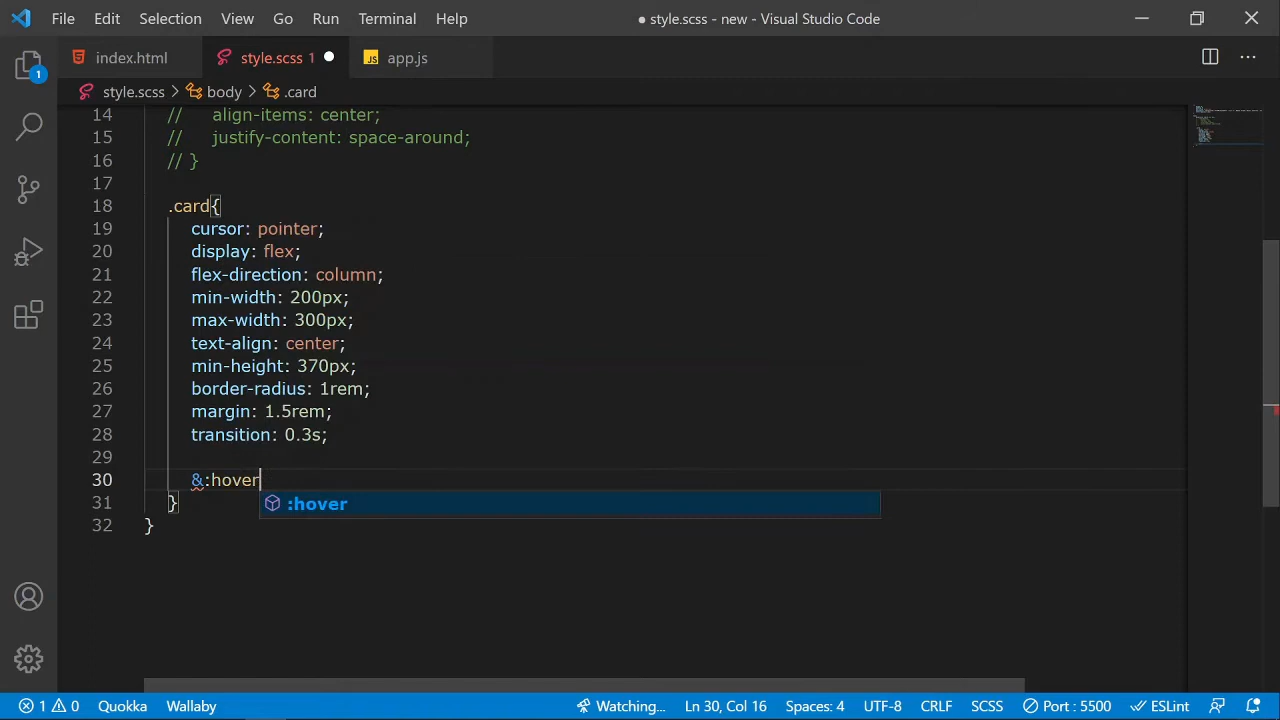 File Edit Selection View Go Run Terminal Help ● style.scss - new - Visual Studio Code
index.html style.scss 1 JS app.js
style.scss > body > .card
1
14 // align-items: center;
15 // justify-content: space-around;
16 // }
17
18 .card{
19 cursor: pointer;
20 display: flex;
21 flex-direction: column;
22 min-width: 200px;
23 max-width: 300px;
24 text-align: center;
25 min-height: 370px;
26 border-radius: 1rem;
27 margin: 1.5rem;
28 transition: 0.3s;
29
30 &:hover
31 }
:hover
32 }
1 0 Quokka Wallaby Watching... Ln 30, Col 16 Spaces: 4 UTF-8 CRLF SCSS Port : 5500 ESLint